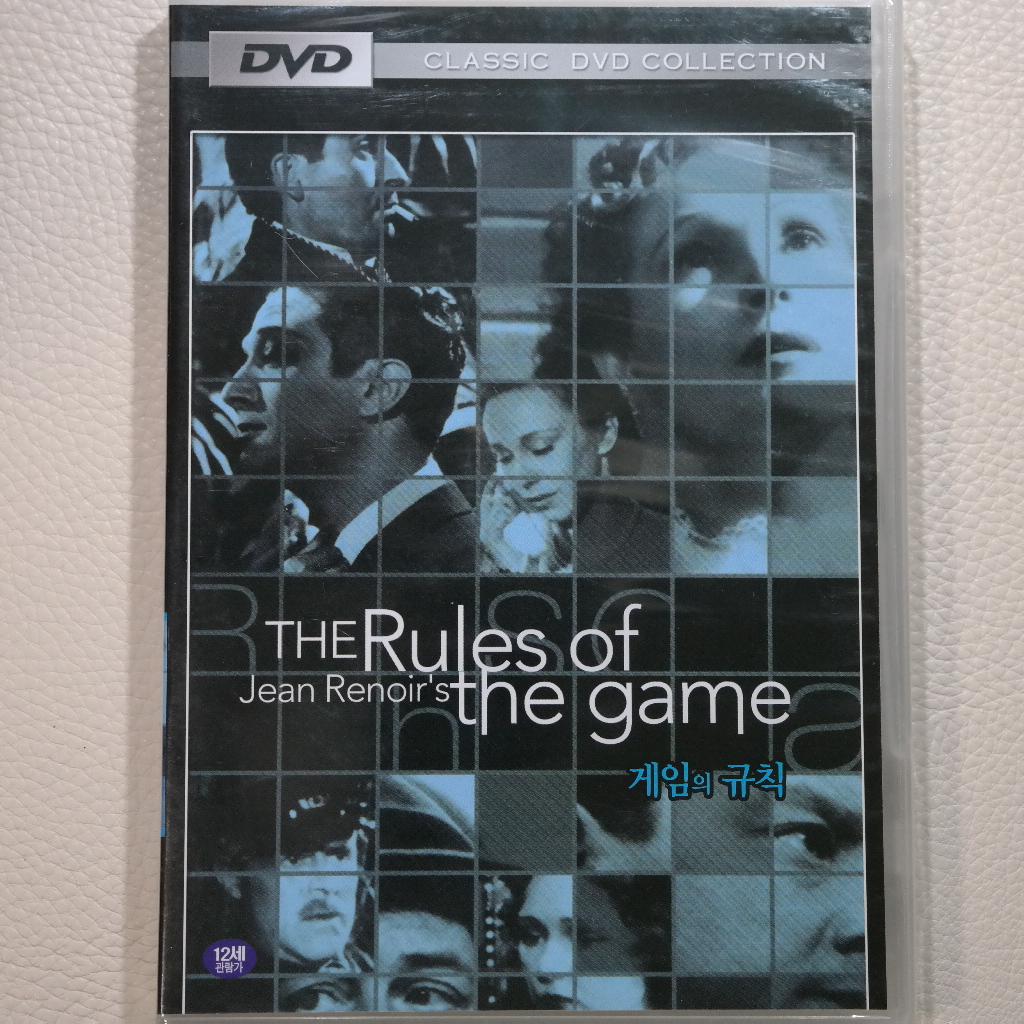 DVD
CLASSIC DVD COLLECTION
THE Rules of
Jean Renoir's the game
게임의 규칙
12세
관람가